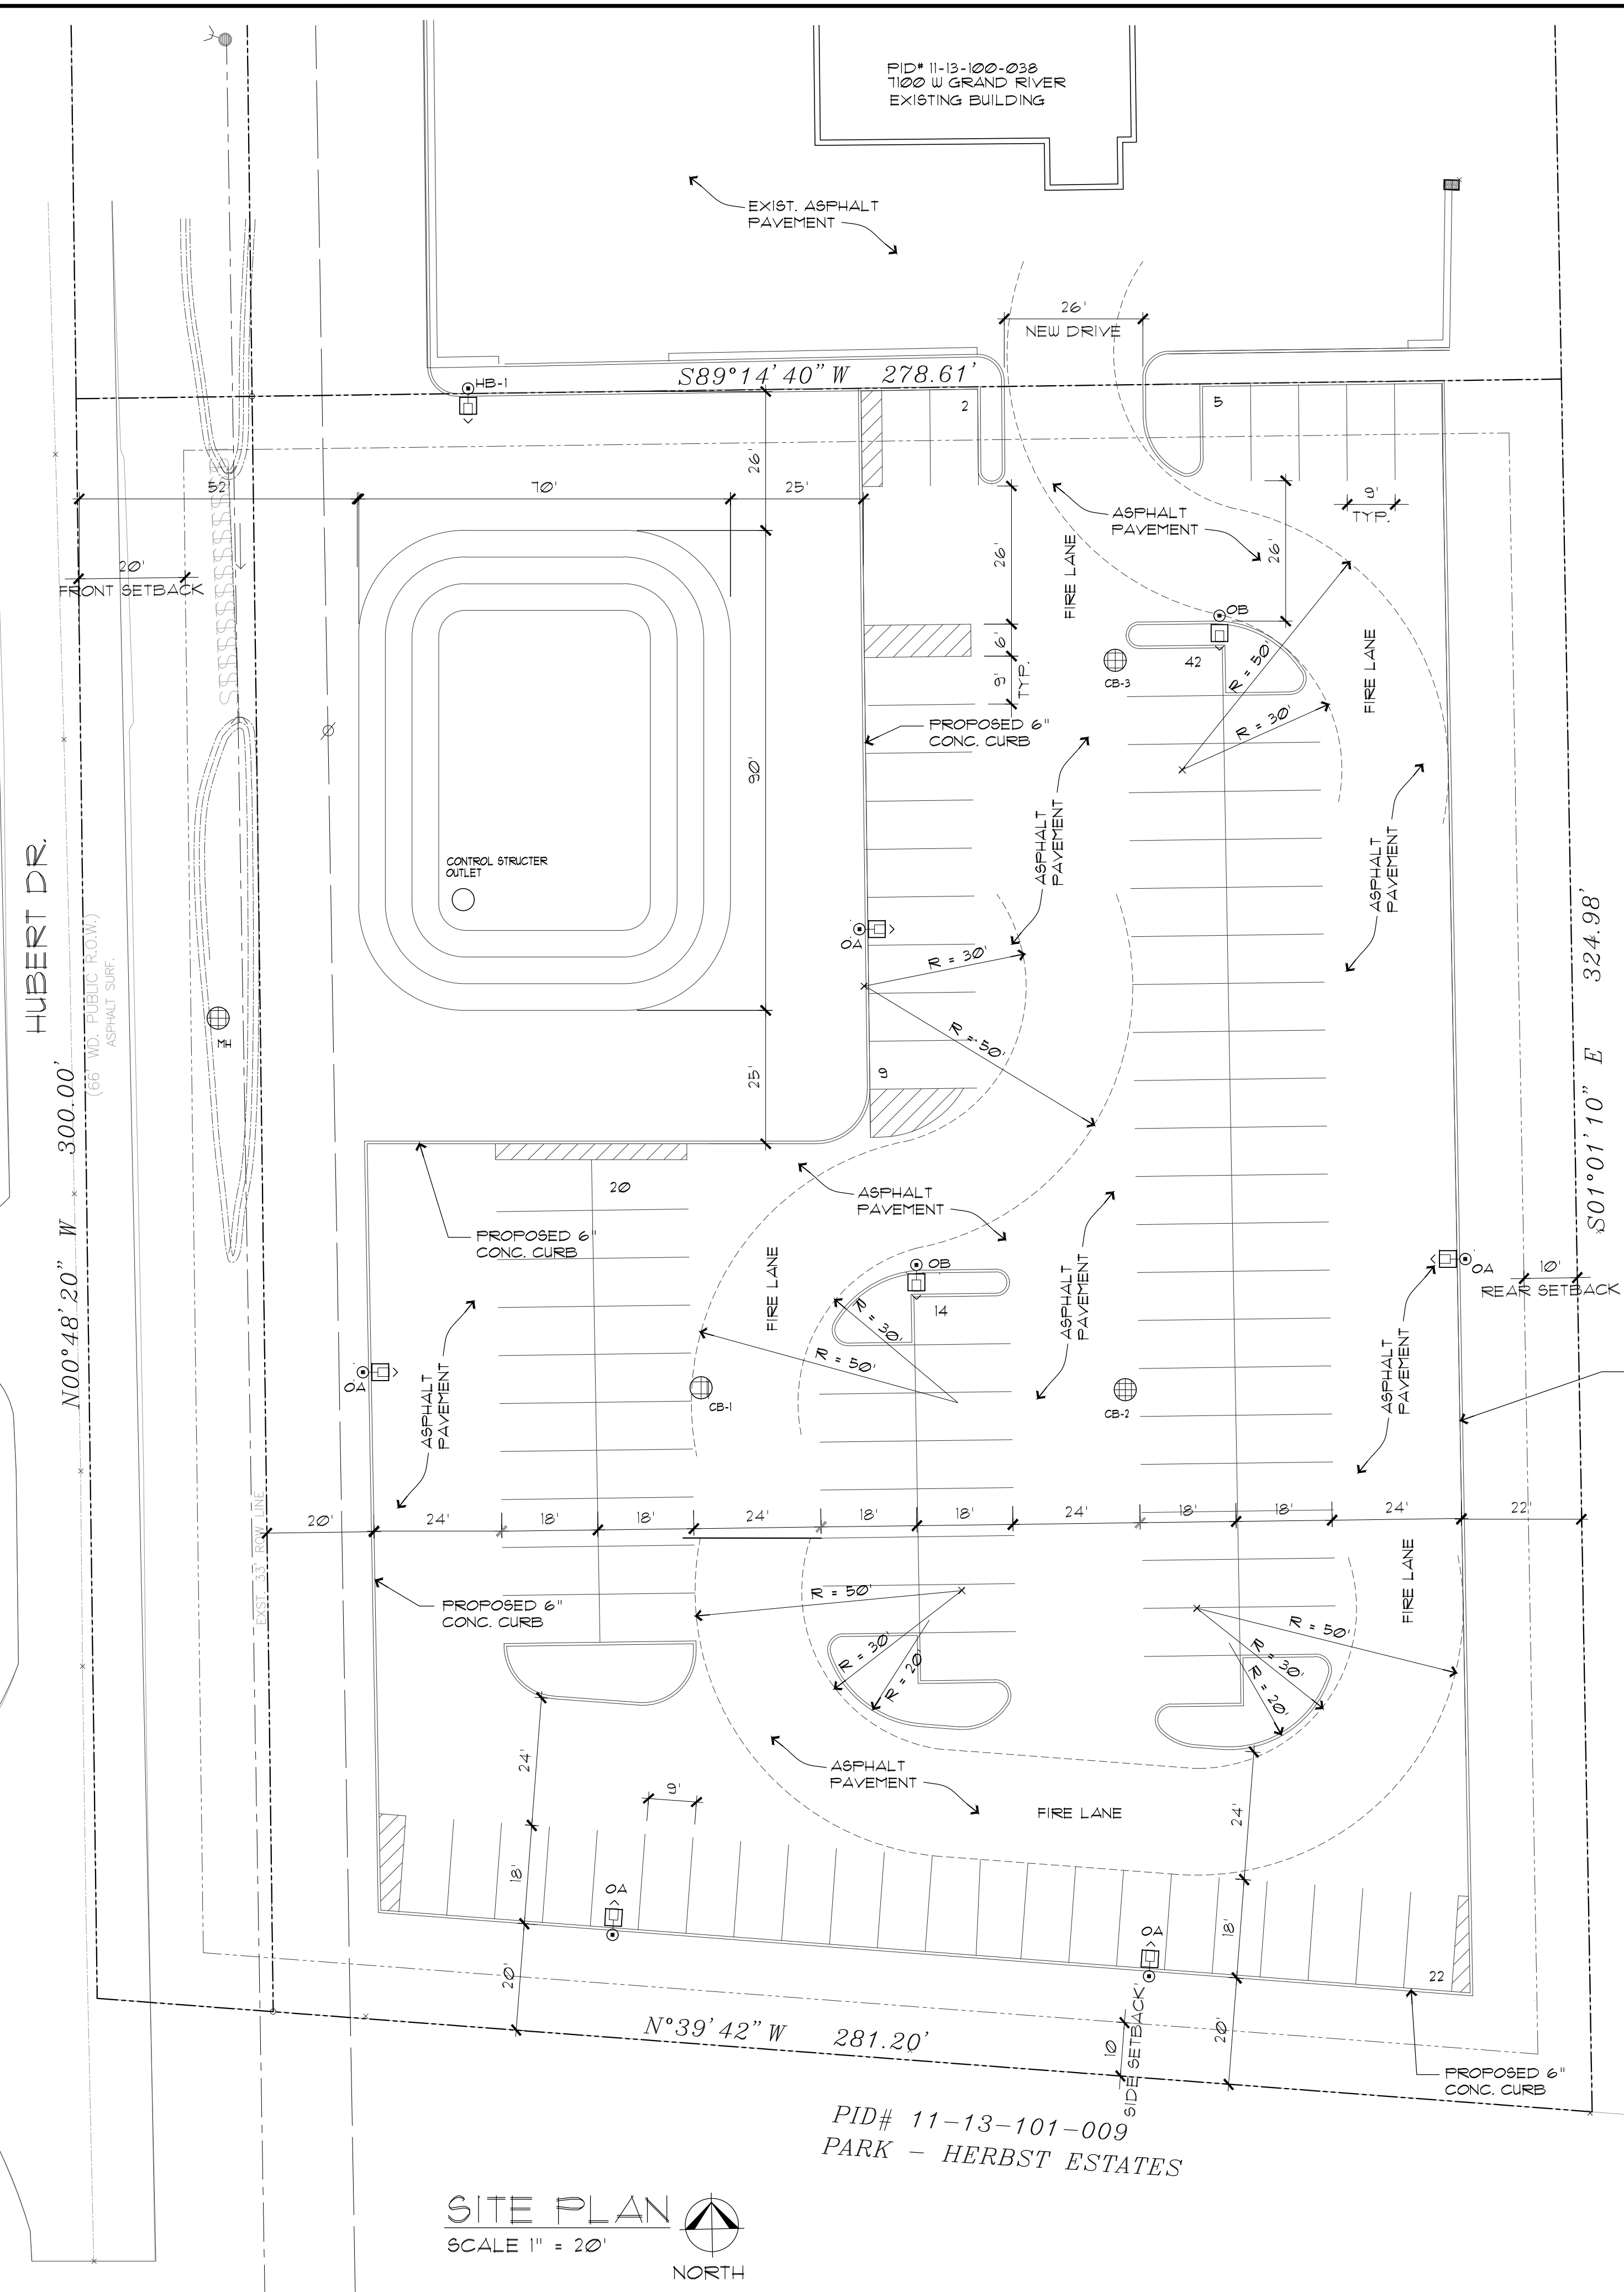 PID# 11-13-100-038
7100 W GRAND RIVER
EXISTING BUILDING
EXIST. ASPHALT
PAVEMENT
26'
NEW DRIVE
S89°14'40" W 278.61'
HB-1
2
5
26'
52'
70'
25'
9'
TYP.
ASPHALT
PAVEMENT
20'
FRONT SETBACK
26'
FIRE LANE
26'
OB
6'
42
CB-3
FIRE LANE
R = 50'
9'
TYP.
R = 30'
PROPOSED 6"
CONC. CURB
90'
ASPHALT
PAVEMENT
ASPHALT
PAVEMENT
CONTROL STRUCTER
OUTLET
HUBERT DR.
(66' WD. PUBLIC R.O.W.)
ASPHALT SURF.
OA
R = 30'
R = 50'
324.98'
S01°01'10" E
MH
25'
9
N00°48'20" W 300.00'
20
ASPHALT
PAVEMENT
PROPOSED 6"
CONC. CURB
FIRE LANE
OB
14
R = 30'
R = 50'
ASPHALT
PAVEMENT
OA
10'
REAR SETBACK
OA
ASPHALT
PAVEMENT
CB-1
CB-2
ASPHALT
PAVEMENT
EXST. 33' ROW LINE
20'
24'
18'
18'
24'
18'
18'
24'
18'
18'
24'
22'
FIRE LANE
PROPOSED 6"
CONC. CURB
R = 50'
R = 30'
R = 20'
R = 50'
R = 30'
R = 20'
24'
9'
ASPHALT
PAVEMENT
FIRE LANE
24'
18'
OA
OA
18'
22
20'
20'
N°39'42" W 281.20'
10
SIDE SETBACK
PROPOSED 6"
CONC. CURB
PID# 11-13-101-009
PARK - HERBST ESTATES
SITE PLAN
SCALE 1" = 20'
NORTH